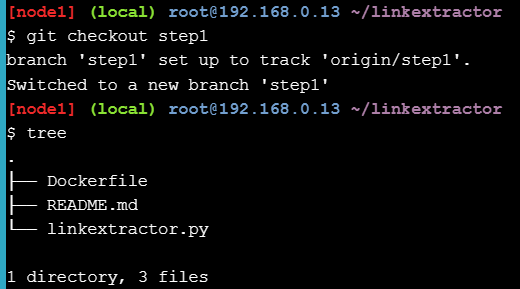 [node1] (local) root@192.168.0.13 ~/linkextractor
$ git checkout step1
branch 'step1' set up to track 'origin/step1'.
Switched to a new branch 'step1'
[node1] (local) root@192.168.0.13 ~/linkextractor
$ tree
.
├── Dockerfile
├── README.md
└── linkextractor.py
1 directory, 3 files